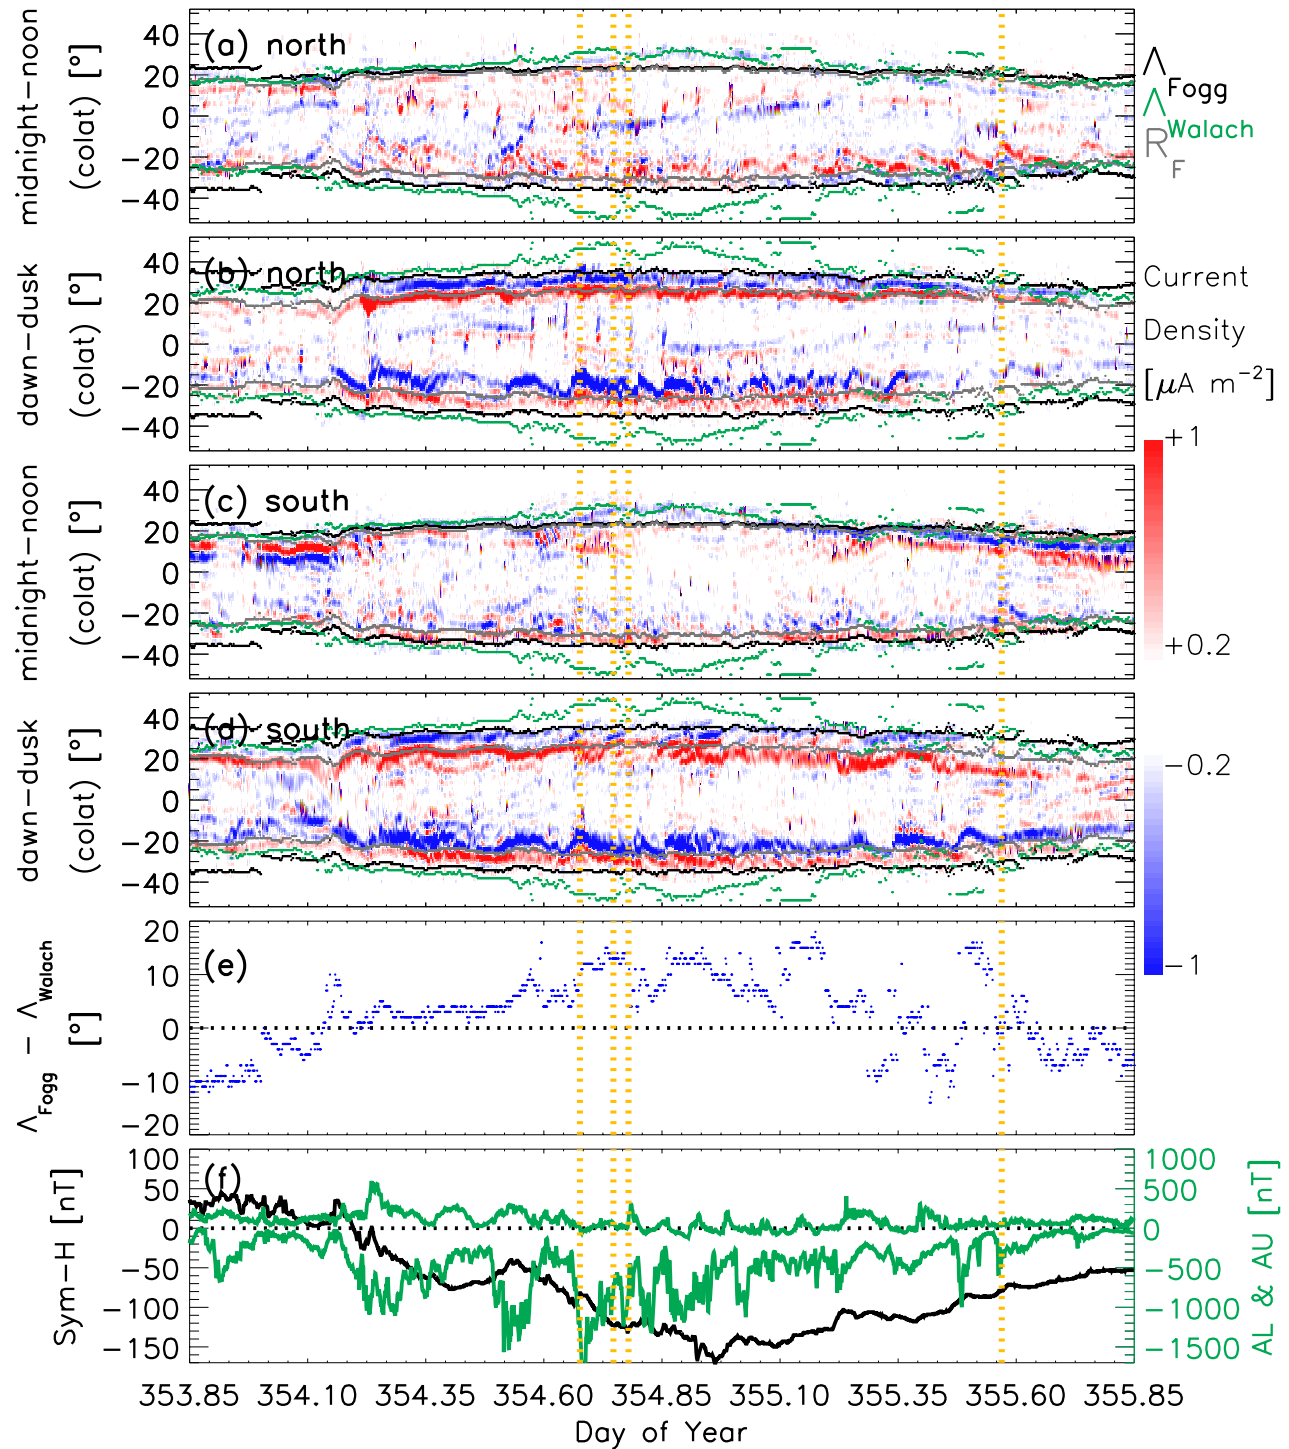 midnight-noon
(colat) [°]
40
20
0
-20
-40
(a) north
Λ Fogg
Λ Walach
R F
dawn-dusk
(colat) [°]
40
20
0
-20
-40
(b) north
Current
Density
[μA m⁻²]
+1
+0.2
-0.2
-1
midnight-noon
(colat) [°]
40
20
0
-20
-40
(c) south
dawn-dusk
(colat) [°]
40
20
0
-20
-40
(d) south
Λ Fogg - Λ Walach
[°]
20
10
0
-10
-20
(e)
Sym-H [nT]
100
50
0
-50
-100
-150
(f)
1000
500
0
-500
-1000
-1500
AL & AU [nT]
353.85 354.10 354.35 354.60 354.85 355.10 355.35 355.60 355.85
Day of Year